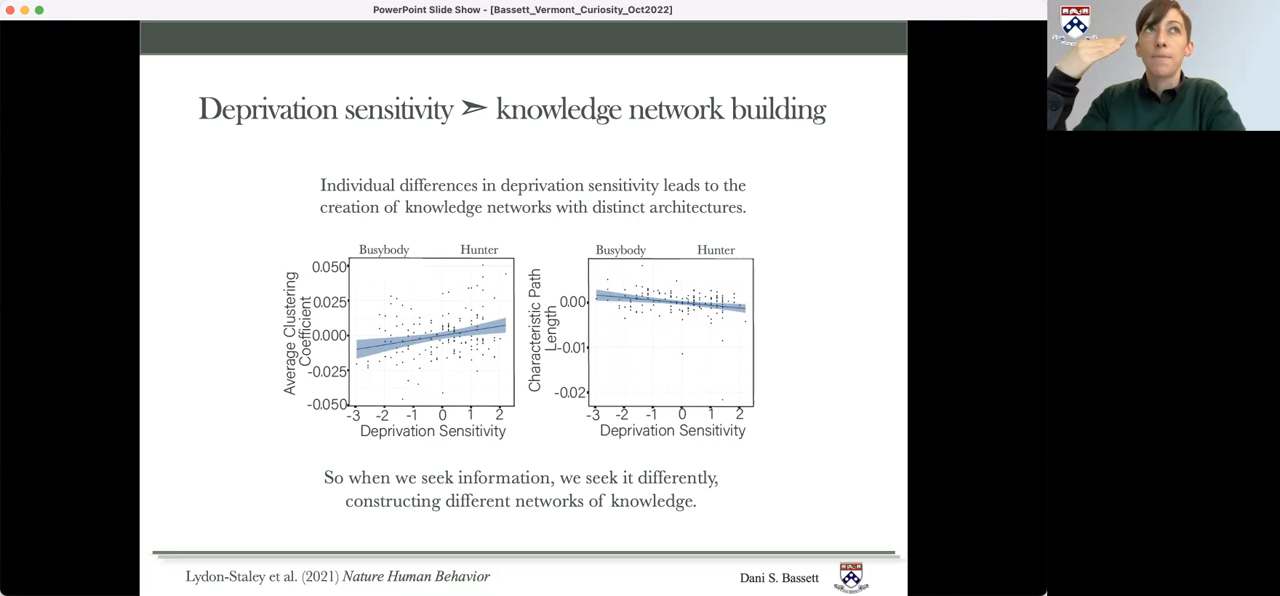 PowerPoint Slide Show - [Bassett_Vermont_Curiosity_Oct2022]
Deprivation sensitivity ➣ knowledge network building
Individual differences in deprivation sensitivity leads to the
creation of knowledge networks with distinct architectures.
Busybody Hunter
Average Clustering
Coefficient
0.050
0.025
0.000
-0.025
-0.050
-3 -2 -1 0 1 2
Deprivation Sensitivity
Busybody Hunter
Characteristic Path
Length
0.000
-0.01
-0.02
-3 -2 -1 0 1 2
Deprivation Sensitivity
So when we seek information, we seek it differently,
constructing different networks of knowledge.
Lydon-Staley et al. (2021) Nature Human Behavior
Dani S. Bassett